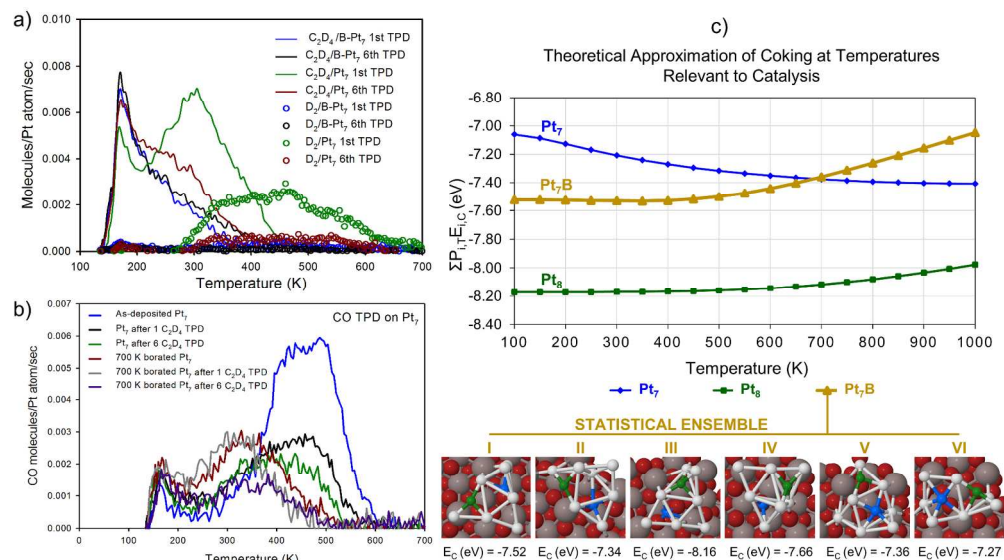 a)
0.010
0.008
0.006
0.004
0.002
0.000
Molecules/Pt atom/sec
C₂D₄/B-Pt₇ 1st TPD
C₂D₄/B-Pt₇ 6th TPD
C₂D₄/Pt₇ 1st TPD
C₂D₄/Pt₇ 6th TPD
D₂/B-Pt₇ 1st TPD
D₂/B-Pt₇ 6th TPD
D₂/Pt₇ 1st TPD
D₂/Pt₇ 6th TPD
100 200 300 400 500 600 700
Temperature (K)
b)
0.007
0.006
0.005
0.004
0.003
0.002
0.001
0.000
CO molecules/Pt atom/sec
CO TPD on Pt₇
As-deposited Pt₇
Pt₇ after 1 C₂D₄ TPD
Pt₇ after 6 C₂D₄ TPD
700 K borated Pt₇
700 K borated Pt₇ after 1 C₂D₄ TPD
700 K borated Pt₇ after 6 C₂D₄ TPD
100 200 300 400 500 600 700
Temperature (K)
c)
Theoretical Approximation of Coking at Temperatures
Relevant to Catalysis
-6.80
-7.00
-7.20
-7.40
-7.60
-7.80
-8.00
-8.20
-8.40
ΣPᵢ,ₜEᵢ,C (eV)
Pt₇
Pt₇B
Pt₈
100 200 300 400 500 600 700 800 900 1000
Temperature (K)
Pt₇ Pt₈ Pt₇B
STATISTICAL ENSEMBLE
I II III IV V VI
E_C (eV) = -7.52 E_C (eV) = -7.34 E_C (eV) = -8.16 E_C (eV) = -7.66 E_C (eV) = -7.36 E_C (eV) = -7.27